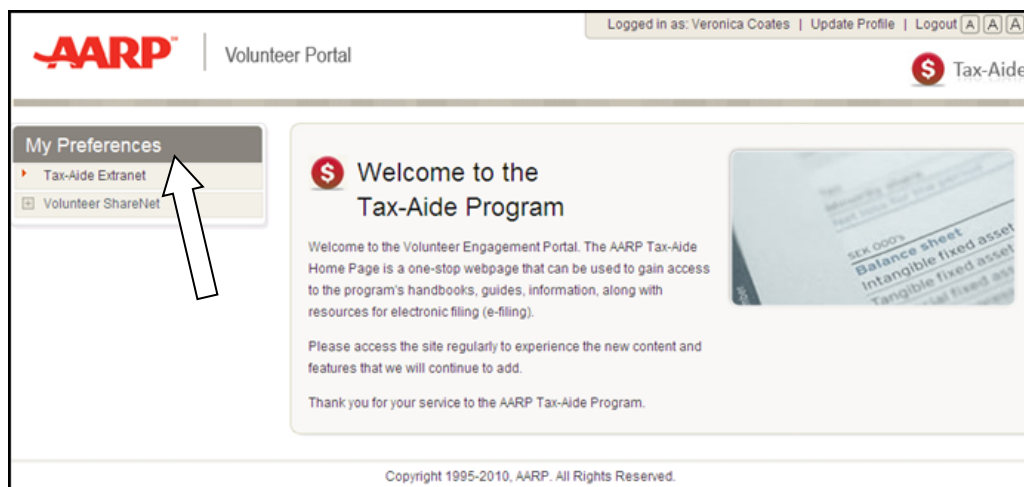 Logged in as: Veronica Coates | Update Profile | Logout A A A
AARP
Volunteer Portal
$ Tax-Aide
My Preferences
Tax-Aide Extranet
Volunteer ShareNet
$ Welcome to the
Tax-Aide Program
Welcome to the Volunteer Engagement Portal. The AARP Tax-Aide
Home Page is a one-stop webpage that can be used to gain access
to the program's handbooks, guides, information, along with
resources for electronic filing (e-filing).
Please access the site regularly to experience the new content and
features that we will continue to add.
Thank you for your service to the AARP Tax-Aide Program.
SEK 000's
Balance sheet
Intangible fixed asset
Tangible fixed ass
Copyright 1995-2010, AARP. All Rights Reserved.